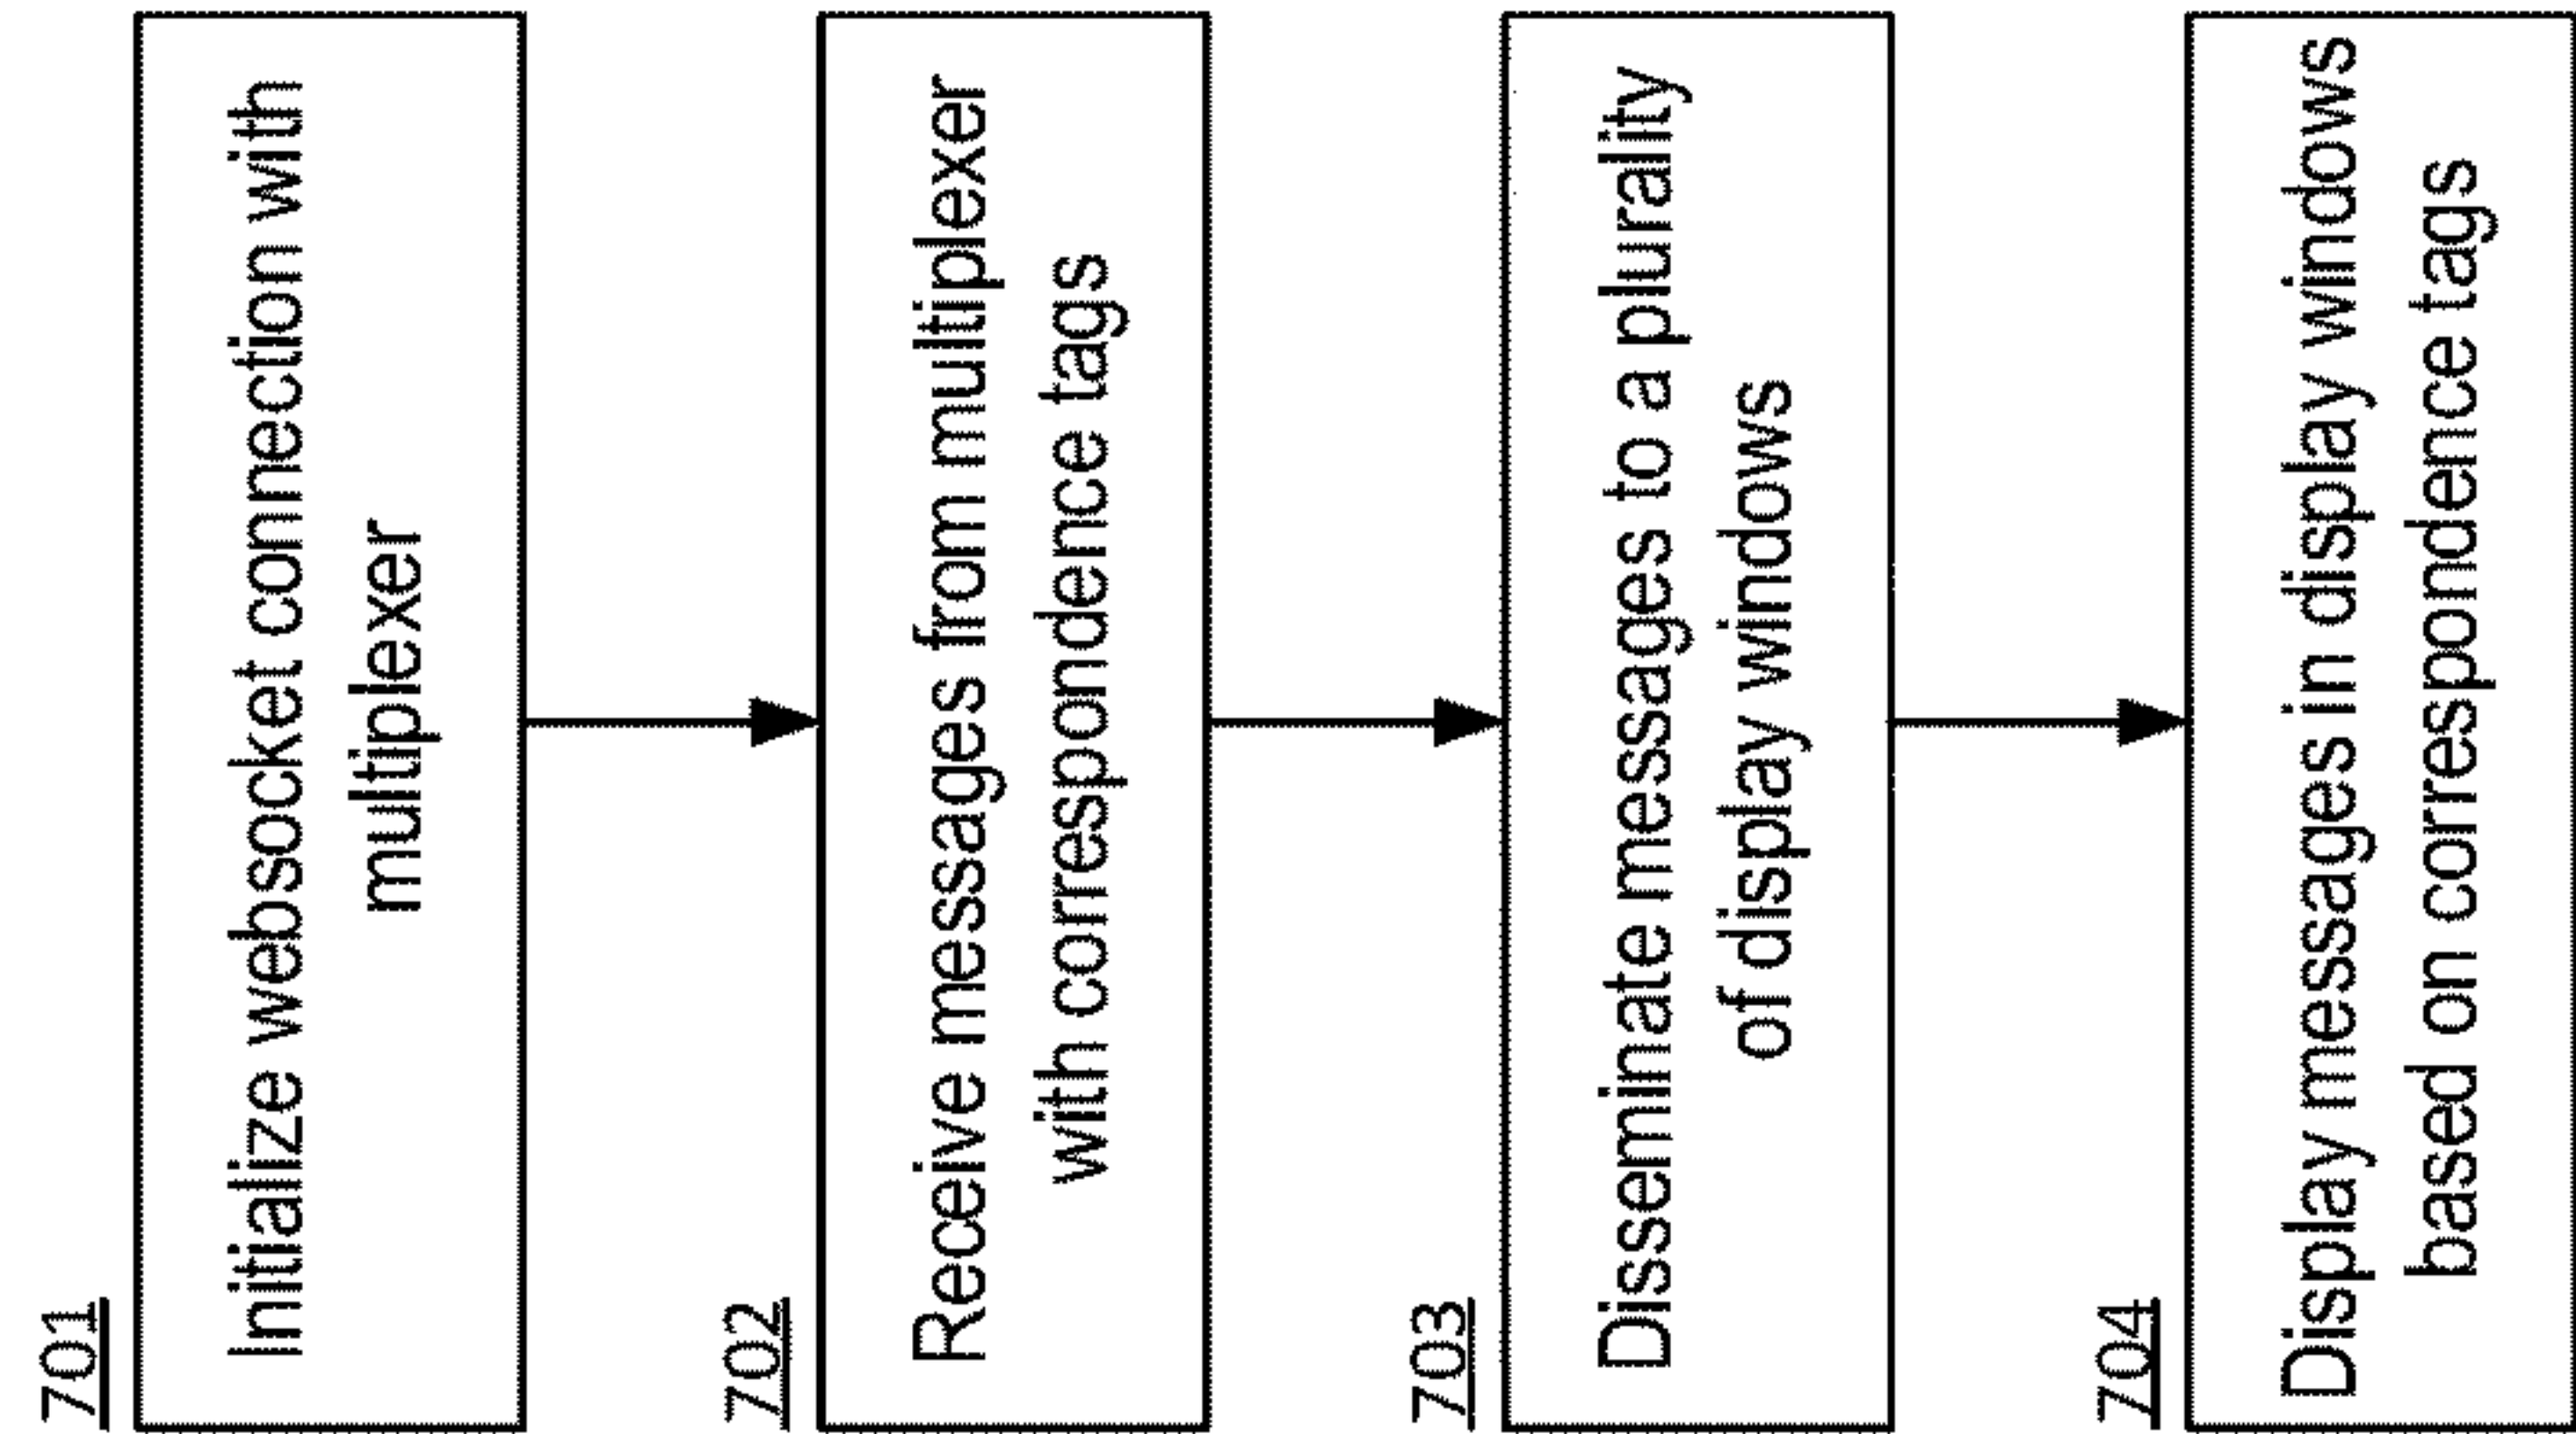 701
Initialize websocket connection with
multiplexer
702
Receive messages from multiplexer
with correspondence tags
703
Disseminate messages to a plurality
of display windows
704
Display messages in display windows
based on correspondence tags